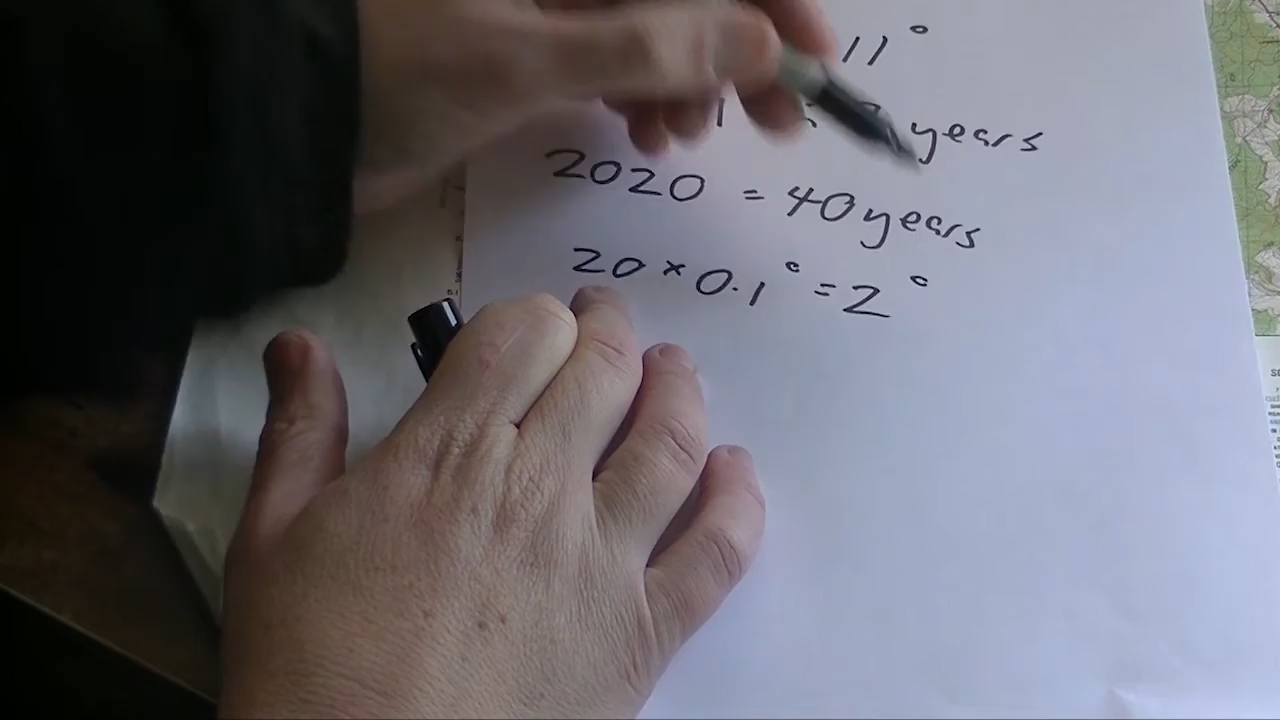 11°
years
2020 = 40 years
20 × 0.1° = 2°